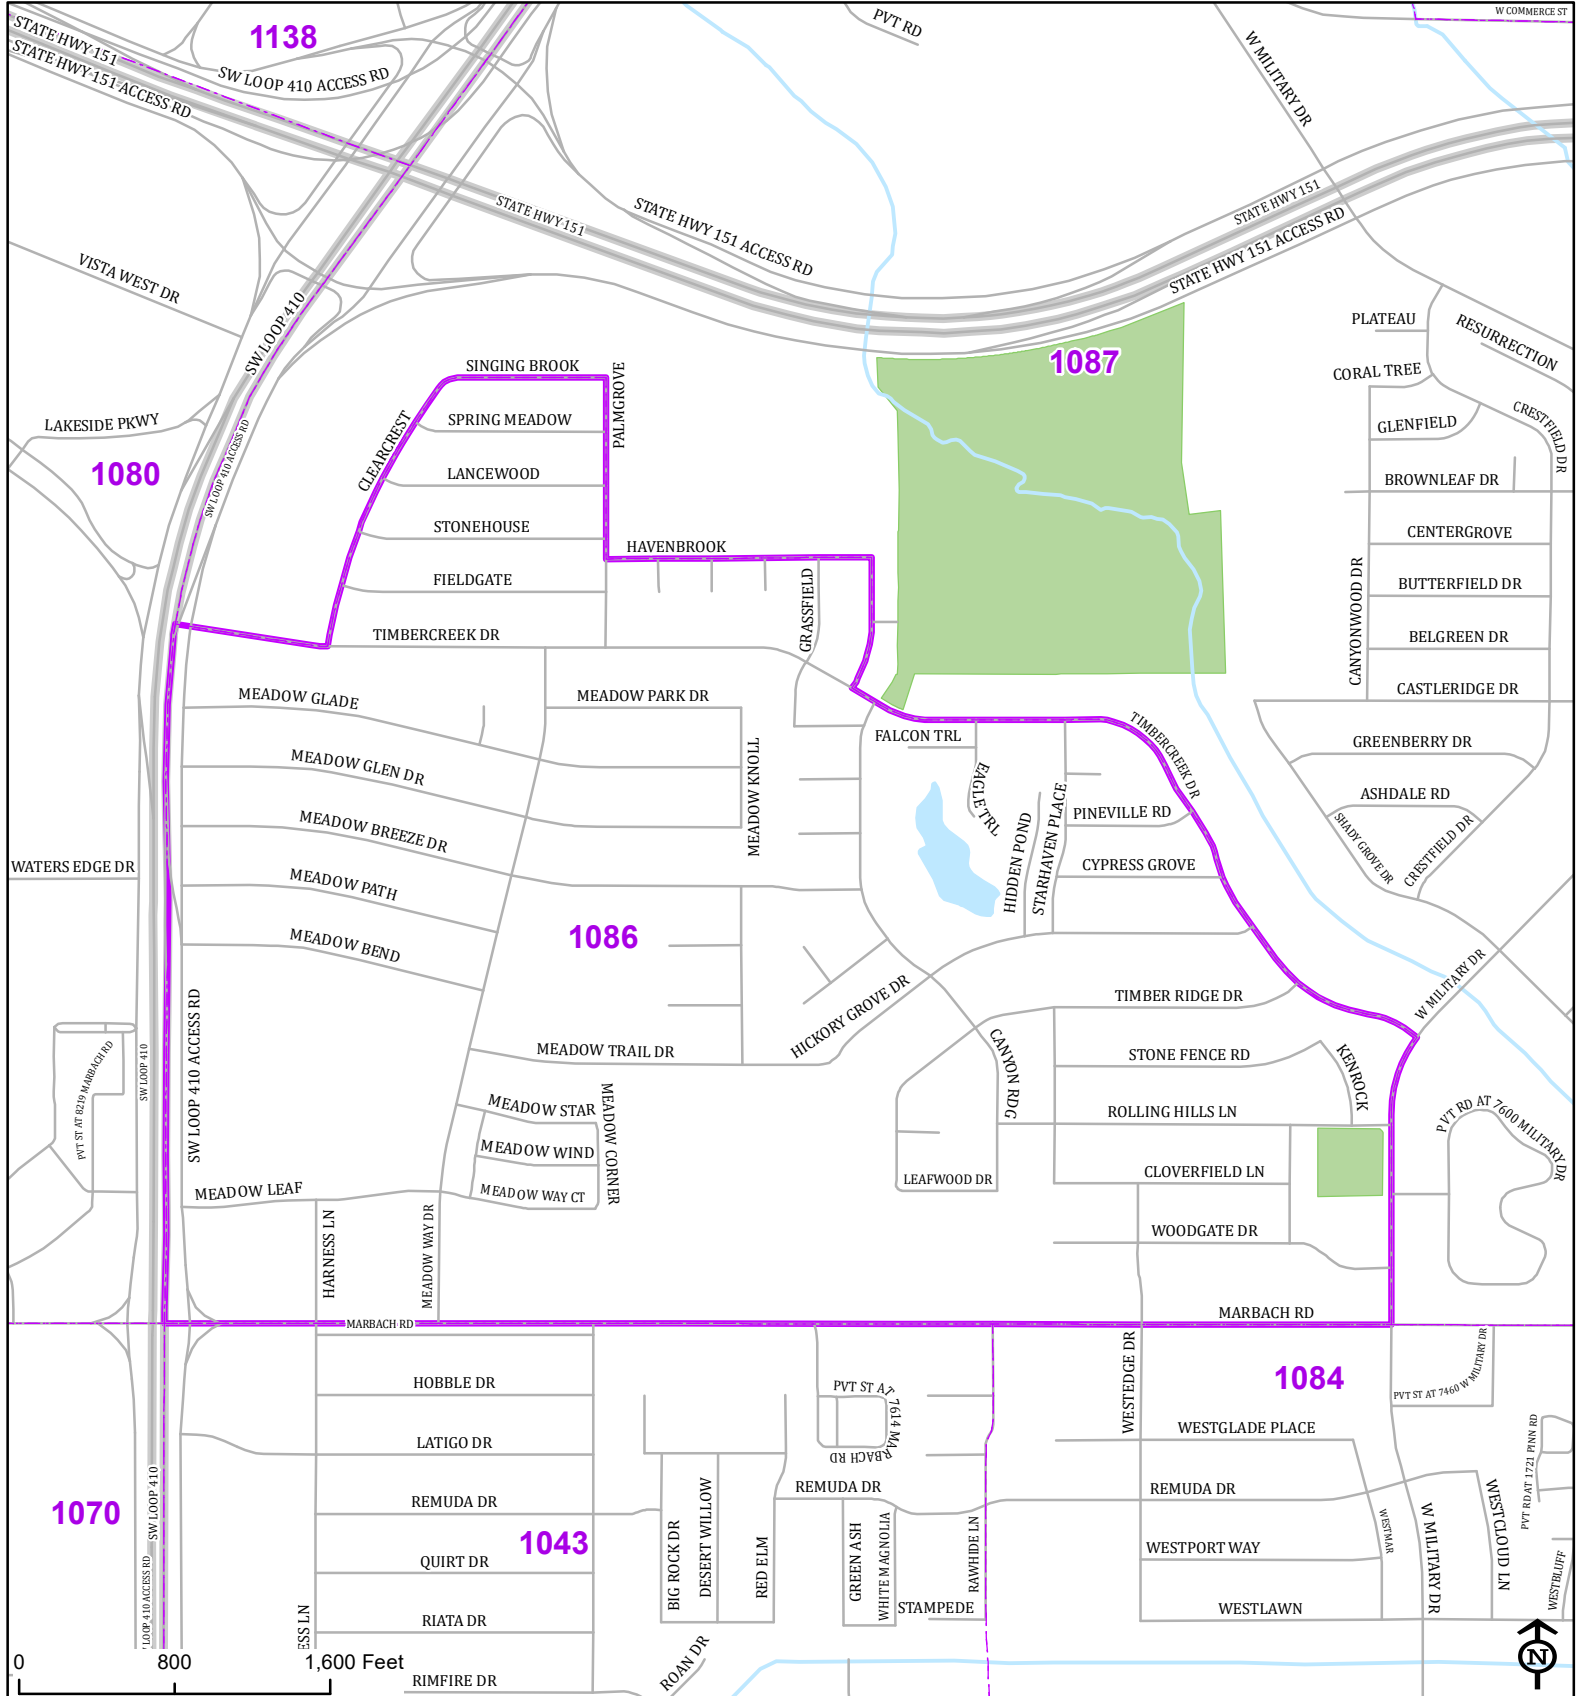 W COMMERCE ST
PVT RD
1138
STATE HWY 151
STATE HWY 151 ACCESS RD
SW LOOP 410 ACCESS RD
W MILITARY DR
STATE HWY 151
STATE HWY 151 ACCESS RD
STATE HWY 151
STATE HWY 151 ACCESS RD
VISTA WEST DR
SW LOOP 410
PLATEAU
RESURRECTION
1087
SINGING BROOK
PALMGROVE
CORAL TREE
LAKESIDE PKWY
SPRING MEADOW
CLEARCREST
GLENFIELD
CRESTFIELD DR
1080
SW LOOP 410 ACCESS RD
LANCEWOOD
BROWNLEAF DR
STONEHOUSE
HAVENBROOK
CENTERGROVE
FIELDGATE
GRASSFIELD
BUTTERFIELD DR
CANYONWOOD DR
TIMBERCREEK DR
BELGREEN DR
MEADOW GLADE
MEADOW PARK DR
CASTLERIDGE DR
FALCON TRL
TIMBERCREEK DR
GREENBERRY DR
MEADOW GLEN DR
MEADOW KNOLL
EAGLE TRL
ASHDALE RD
MEADOW BREEZE DR
HIDDEN POND
STARHAVEN PLACE
PINEVILLE RD
SHADY GROVE DR
CRESTFIELD DR
WATERS EDGE DR
CYPRESS GROVE
MEADOW PATH
1086
MEADOW BEND
W MILITARY DR
SW LOOP 410 ACCESS RD
HICKORY GROVE DR
TIMBER RIDGE DR
PVT ST AT 8219 MARBACH RD
SW LOOP 410
MEADOW TRAIL DR
CANYON RDG
STONE FENCE RD
KENROCK
MEADOW STAR
MEADOW CORNER
ROLLING HILLS LN
PVT RD AT 7600 MILITARY DR
MEADOW WIND
MEADOW LEAF
MEADOW WAY CT
LEAFWOOD DR
CLOVERFIELD LN
HARNESS LN
MEADOW WAY DR
WOODGATE DR
MARBACH RD
MARBACH RD
HOBBLE DR
PVT ST AT 7614 MARBACH RD
WESTEDGE DR
1084
PVT ST AT 7460 W MILITARY DR
LATIGO DR
WESTGLADE PLACE
PVT RD AT 1721 PINN RD
1070
SW LOOP 410
REMUDA DR
REMUDA DR
REMUDA DR
1043
BIG ROCK DR
DESERT WILLOW
RED ELM
GREEN ASH
WHITE MAGNOLIA
RAWHIDE LN
WESTMAR
W MILITARY DR
WESTCLOUD LN
QUIRT DR
WESTPORT WAY
WESTBLUFF
LOOP 410 ACCESS RD
ESS LN
RIATA DR
STAMPEDE
WESTLAWN
0 800 1,600 Feet
RIMFIRE DR
ROAN DR
N